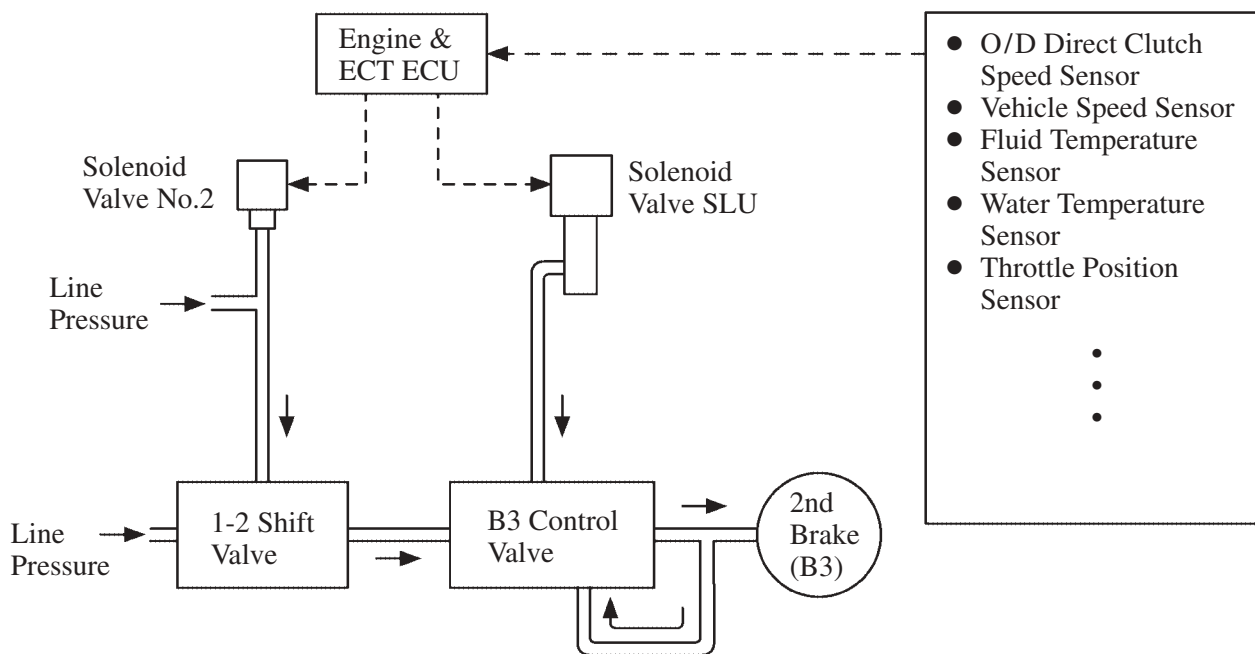 Engine &
ECT ECU
● O/D Direct Clutch
Speed Sensor
● Vehicle Speed Sensor
● Fluid Temperature
Sensor
● Water Temperature
Sensor
● Throttle Position
Sensor
Solenoid
Valve No.2
Solenoid
Valve SLU
Line
Pressure
Line
Pressure
1-2 Shift
Valve
B3 Control
Valve
2nd
Brake
(B3)